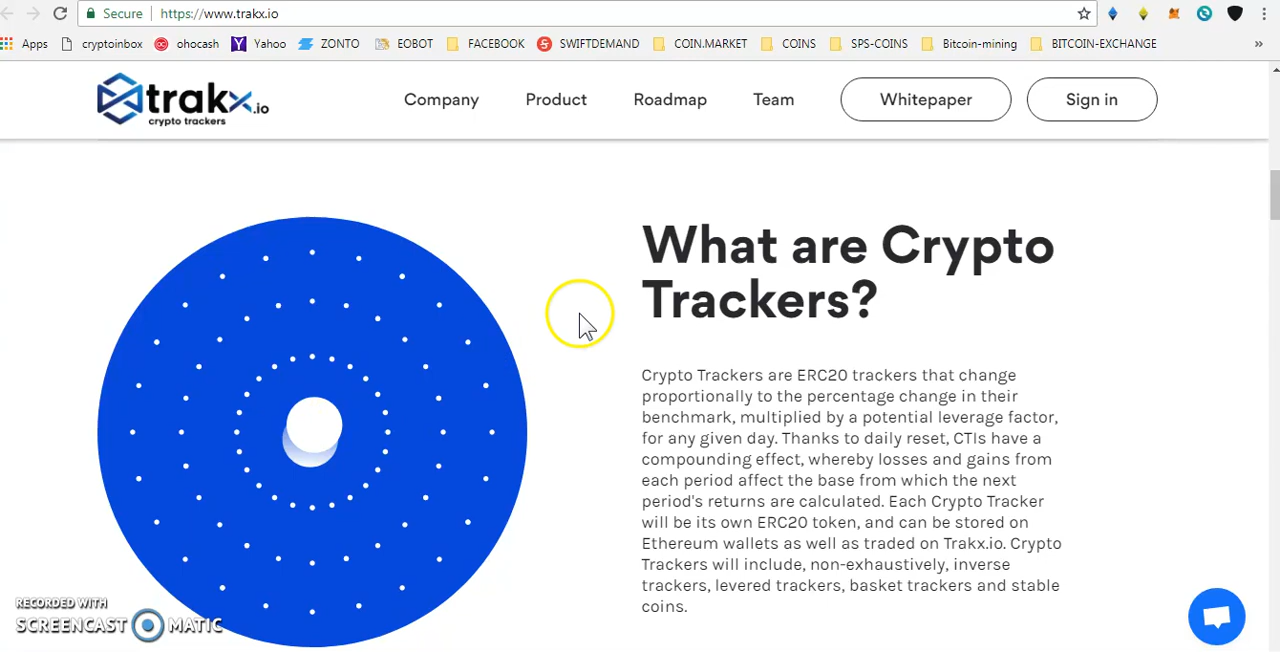 Secure https://www.trakx.io
Apps cryptoinbox ohocash Yahoo ZONTO EOBOT FACEBOOK SWIFTDEMAND COIN.MARKET COINS SPS-COINS Bitcoin-mining BITCOIN-EXCHANGE »
trakx.io
crypto trackers
Company Product Roadmap Team Whitepaper Sign in
What are Crypto
Trackers?
Crypto Trackers are ERC20 trackers that change
proportionally to the percentage change in their
benchmark, multiplied by a potential leverage factor,
for any given day. Thanks to daily reset, CTIs have a
compounding effect, whereby losses and gains from
each period affect the base from which the next
period's returns are calculated. Each Crypto Tracker
will be its own ERC20 token, and can be stored on
Ethereum wallets as well as traded on Trakx.io. Crypto
Trackers will include, non-exhaustively, inverse
trackers, levered trackers, basket trackers and stable
coins.
RECORDED WITH
SCREENCAST MATIC